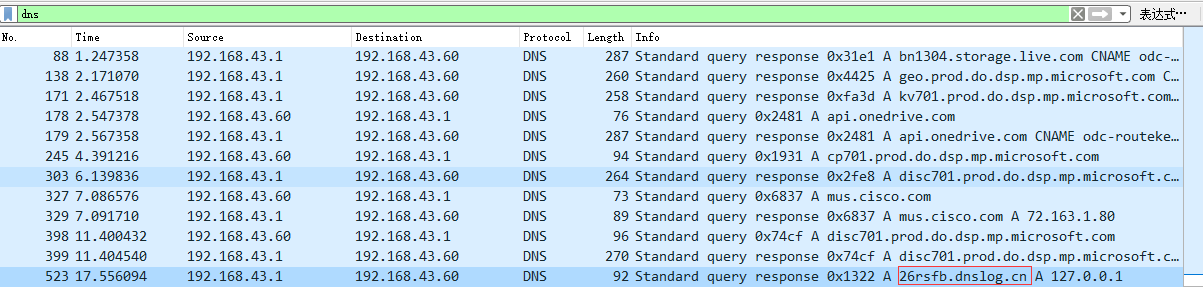 dns
表达式…
No. Time Source Destination Protocol Length Info
88 1.247358 192.168.43.1 192.168.43.60 DNS 287 Standard query response 0x31e1 A bn1304.storage.live.com CNAME odc-…
138 2.171070 192.168.43.1 192.168.43.60 DNS 260 Standard query response 0x4425 A geo.prod.do.dsp.mp.microsoft.com C…
171 2.467518 192.168.43.1 192.168.43.60 DNS 258 Standard query response 0xfa3d A kv701.prod.do.dsp.mp.microsoft.com…
178 2.547378 192.168.43.60 192.168.43.1 DNS 76 Standard query 0x2481 A api.onedrive.com
179 2.567358 192.168.43.1 192.168.43.60 DNS 287 Standard query response 0x2481 A api.onedrive.com CNAME odc-routeke…
245 4.391216 192.168.43.60 192.168.43.1 DNS 94 Standard query 0x1931 A cp701.prod.do.dsp.mp.microsoft.com
303 6.139836 192.168.43.1 192.168.43.60 DNS 264 Standard query response 0x2fe8 A disc701.prod.do.dsp.mp.microsoft.c…
327 7.086576 192.168.43.60 192.168.43.1 DNS 73 Standard query 0x6837 A mus.cisco.com
329 7.091710 192.168.43.1 192.168.43.60 DNS 89 Standard query response 0x6837 A mus.cisco.com A 72.163.1.80
398 11.400432 192.168.43.60 192.168.43.1 DNS 96 Standard query 0x74cf A disc701.prod.do.dsp.mp.microsoft.com
399 11.404540 192.168.43.1 192.168.43.60 DNS 270 Standard query response 0x74cf A disc701.prod.do.dsp.mp.microsoft.c…
523 17.556094 192.168.43.1 192.168.43.60 DNS 92 Standard query response 0x1322 A 26rsfb.dnslog.cn A 127.0.0.1